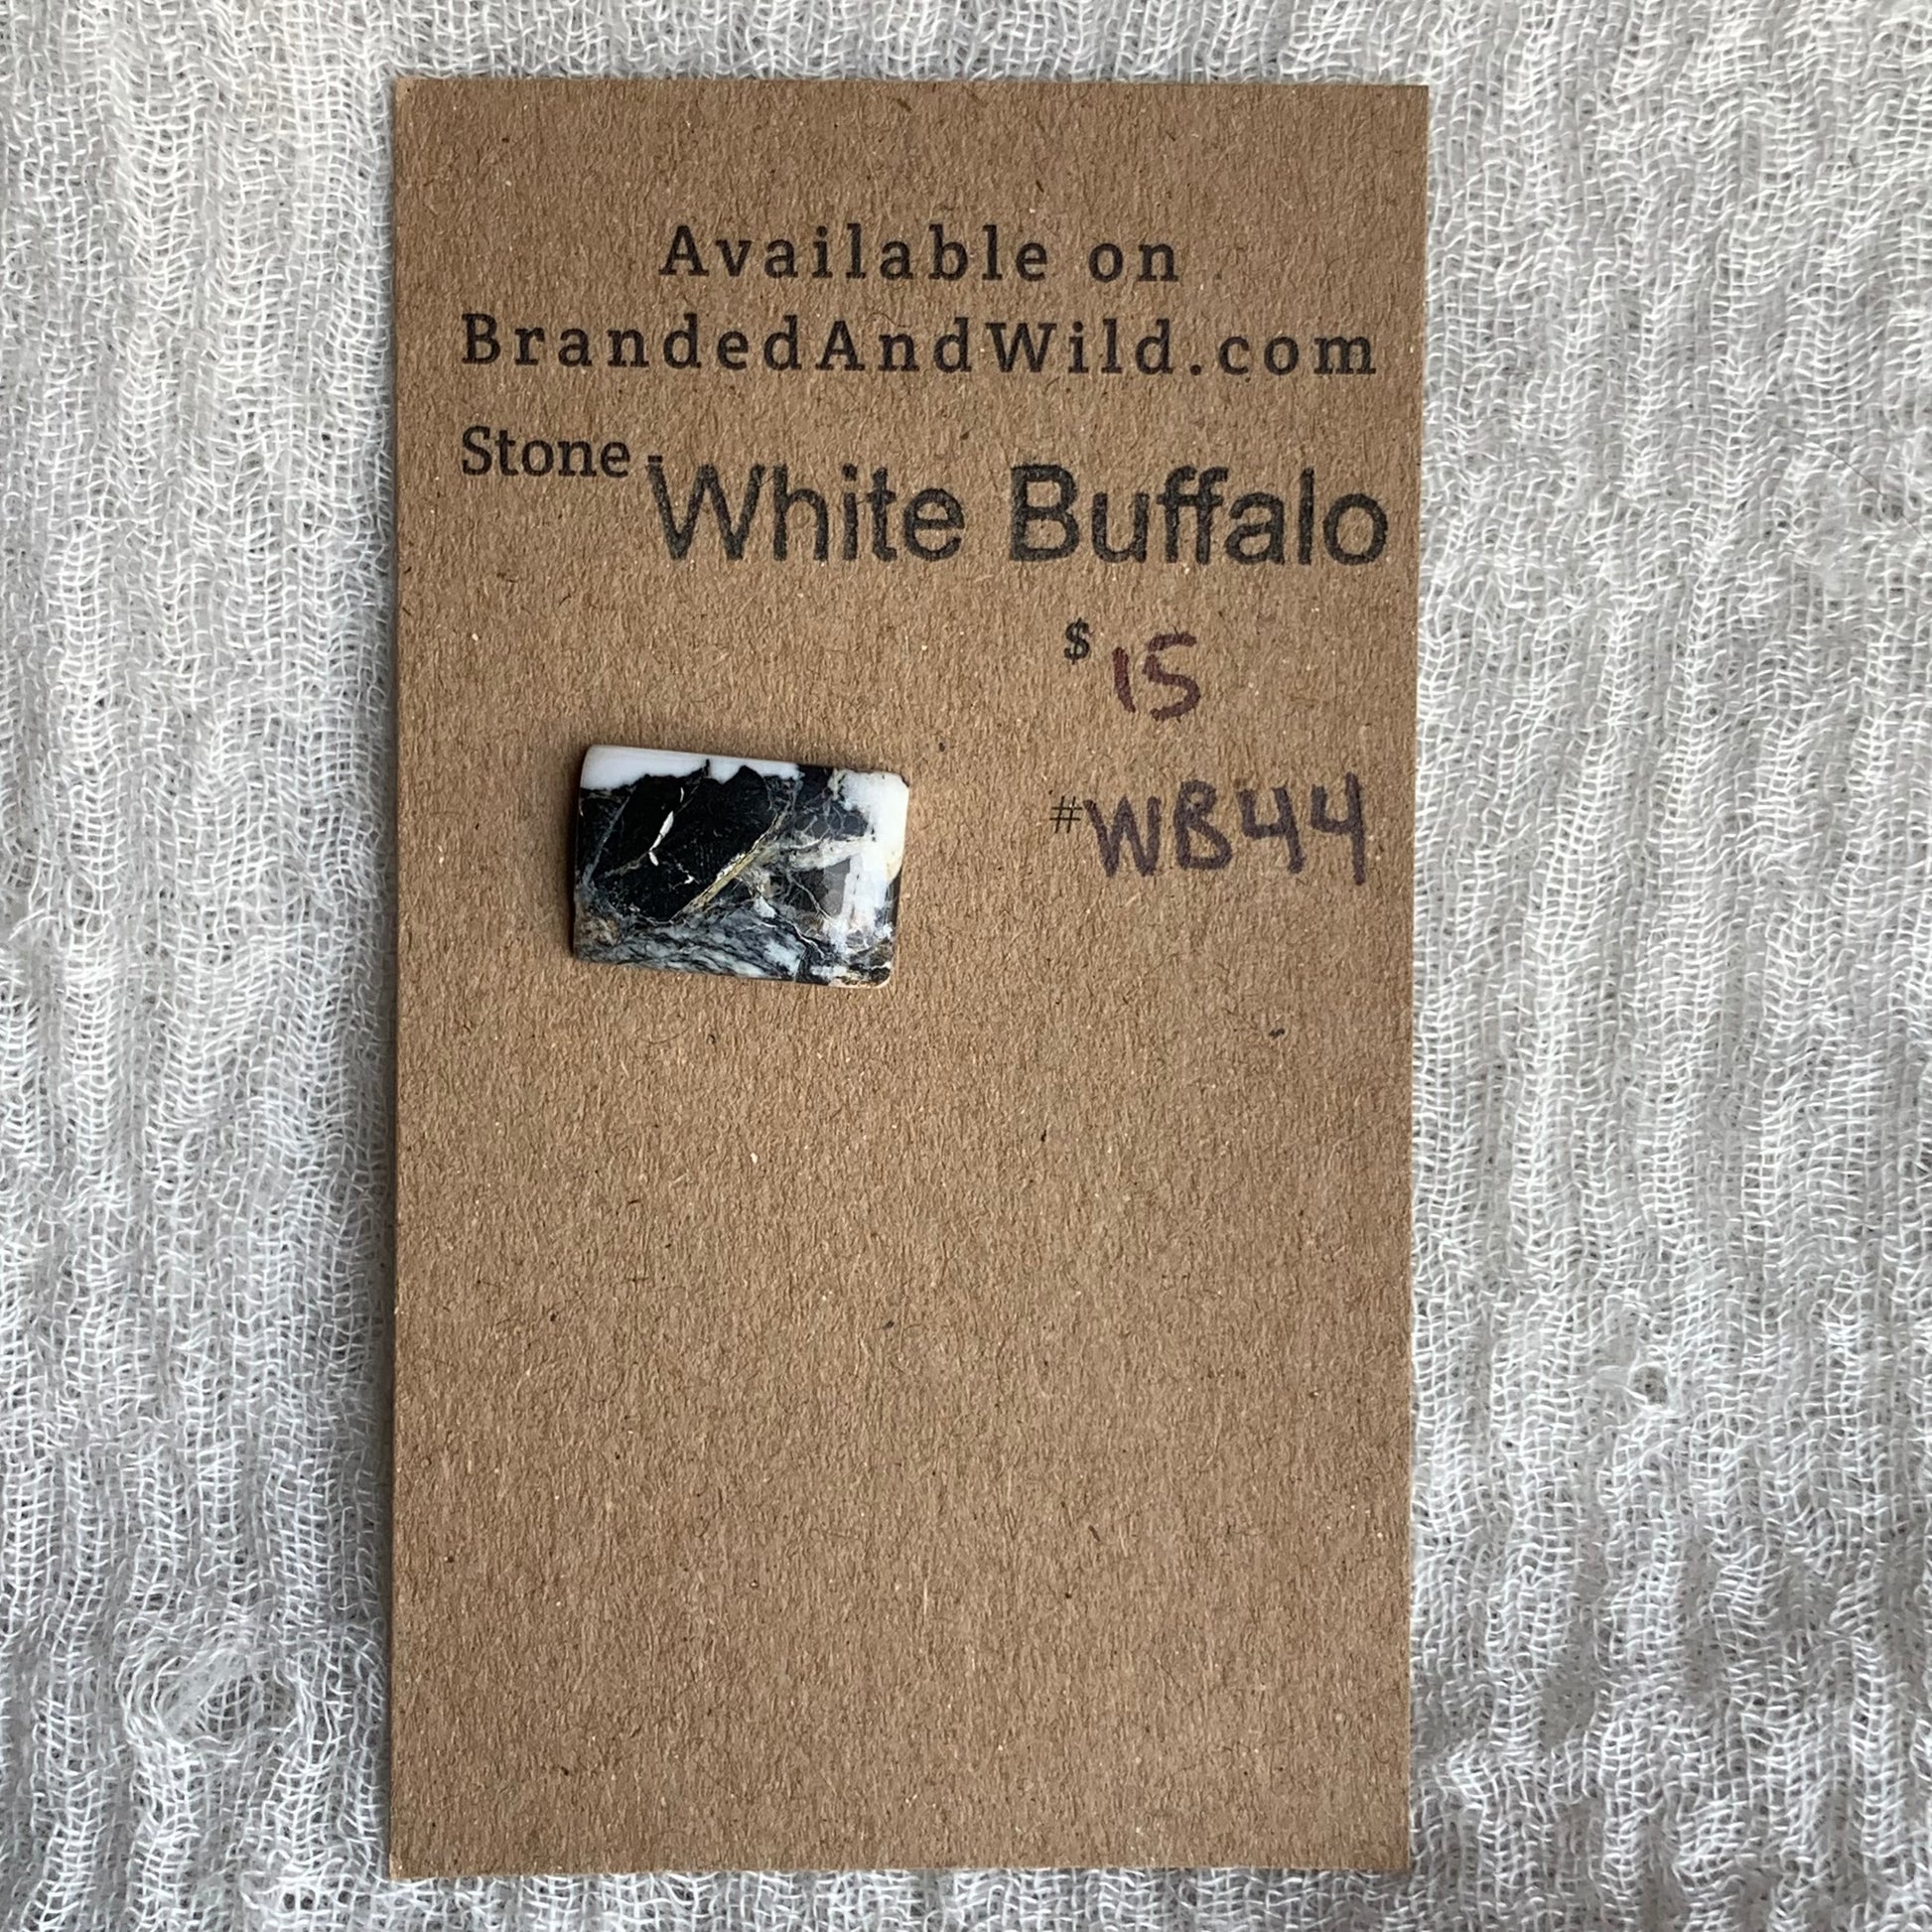 Available on
BrandedAndWild.com
Stone - White Buffalo
$ 15
#WB44